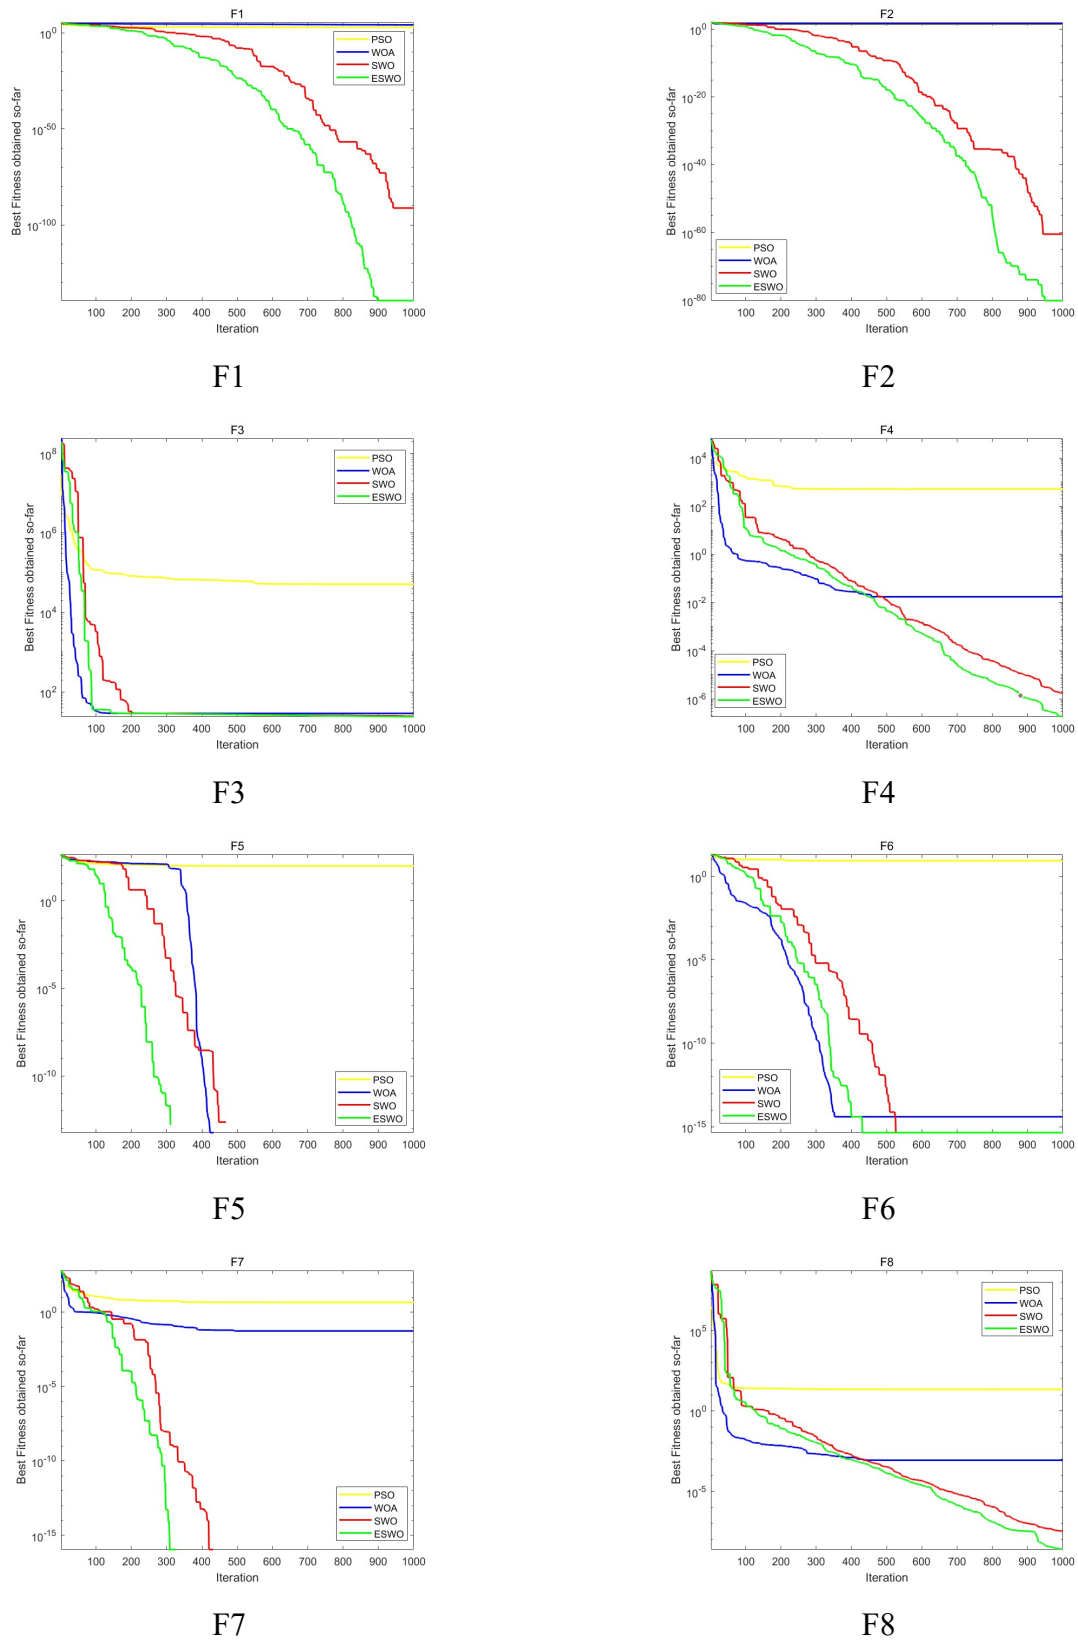 F1
Best Fitness obtained so-far
10^0
10^-50
10^-100
PSO
WOA
SWO
ESWO
100 200 300 400 500 600 700 800 900 1000
Iteration
F1
F2
Best Fitness obtained so-far
10^0
10^-20
10^-40
10^-60
10^-80
PSO
WOA
SWO
ESWO
100 200 300 400 500 600 700 800 900 1000
Iteration
F2
F3
Best Fitness obtained so-far
10^8
10^6
10^4
10^2
PSO
WOA
SWO
ESWO
100 200 300 400 500 600 700 800 900 1000
Iteration
F3
F4
Best Fitness obtained so-far
10^4
10^2
10^0
10^-2
10^-4
10^-6
PSO
WOA
SWO
ESWO
100 200 300 400 500 600 700 800 900 1000
Iteration
F4
F5
Best Fitness obtained so-far
10^0
10^-5
10^-10
PSO
WOA
SWO
ESWO
100 200 300 400 500 600 700 800 900 1000
Iteration
F5
F6
Best Fitness obtained so-far
10^0
10^-5
10^-10
10^-15
PSO
WOA
SWO
ESWO
100 200 300 400 500 600 700 800 900 1000
Iteration
F6
F7
Best Fitness obtained so-far
10^0
10^-5
10^-10
10^-15
PSO
WOA
SWO
ESWO
100 200 300 400 500 600 700 800 900 1000
Iteration
F7
F8
Best Fitness obtained so-far
10^5
10^0
10^-5
PSO
WOA
SWO
ESWO
100 200 300 400 500 600 700 800 900 1000
Iteration
F8